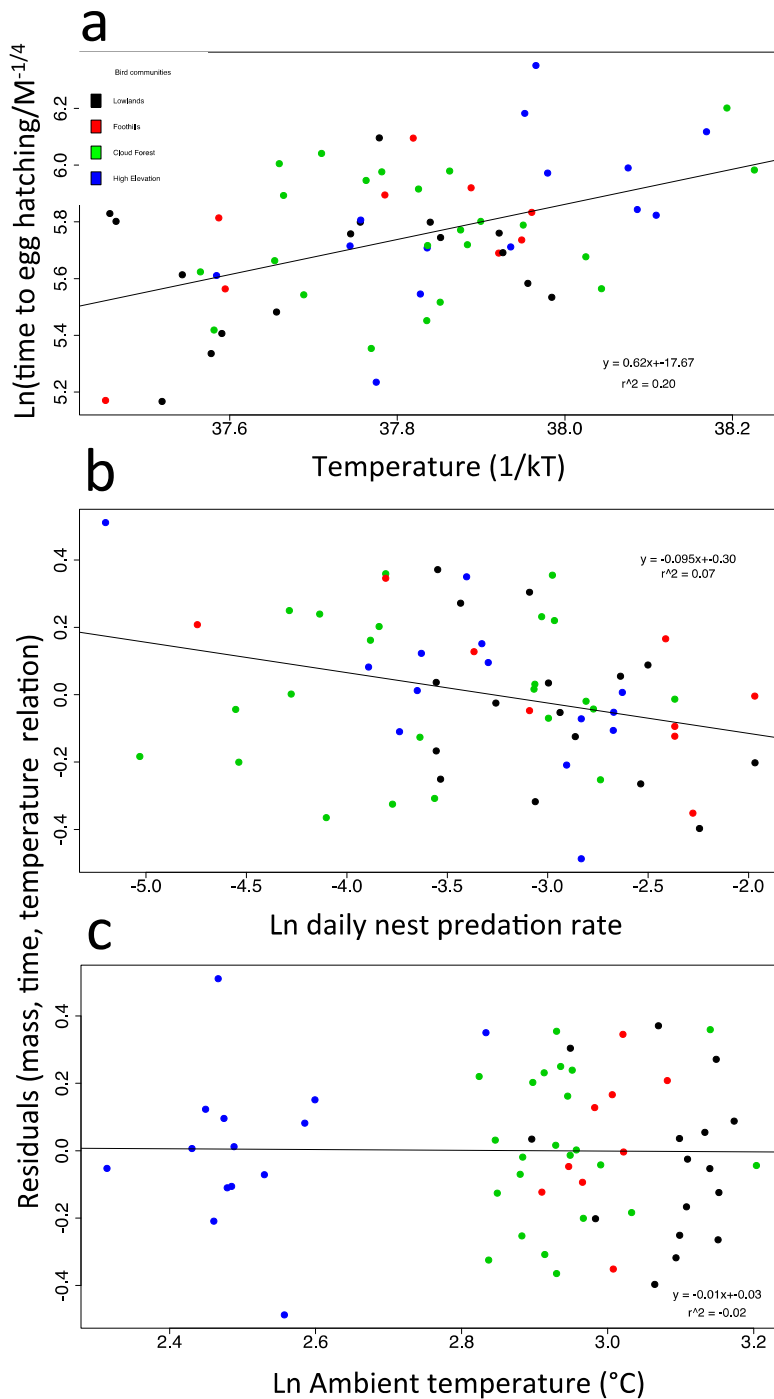 a
Ln(time to egg hatching/M-1/4)
6.2
6.0
5.8
5.6
5.4
5.2
Bird communities
Lowlands
Foothills
Cloud Forest
High Elevation
y = 0.62x+-17.67
r^2 = 0.20
37.6 37.8 38.0 38.2
Temperature (1/kT)
b
Residuals (mass, time, temperature relation)
0.4
0.2
0.0
-0.2
-0.4
y = -0.095x+-0.30
r^2 = 0.07
-5.0 -4.5 -4.0 -3.5 -3.0 -2.5 -2.0
Ln daily nest predation rate
c
0.4
0.2
0.0
-0.2
-0.4
y = -0.01x+-0.03
r^2 = -0.02
2.4 2.6 2.8 3.0 3.2
Ln Ambient temperature (°C)